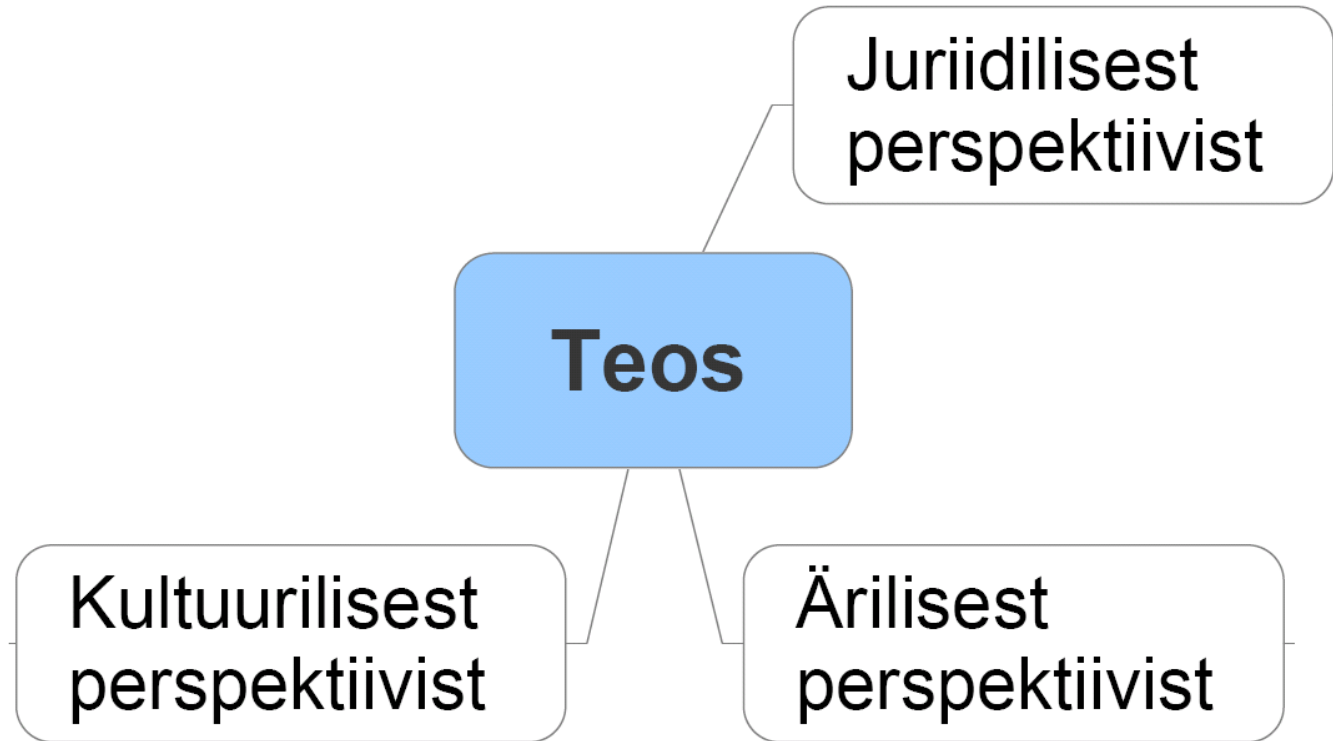 Juriidilisest
perspektiivist
Teos
Kultuurilisest
perspektiivist
Ärilisest
perspektiivist